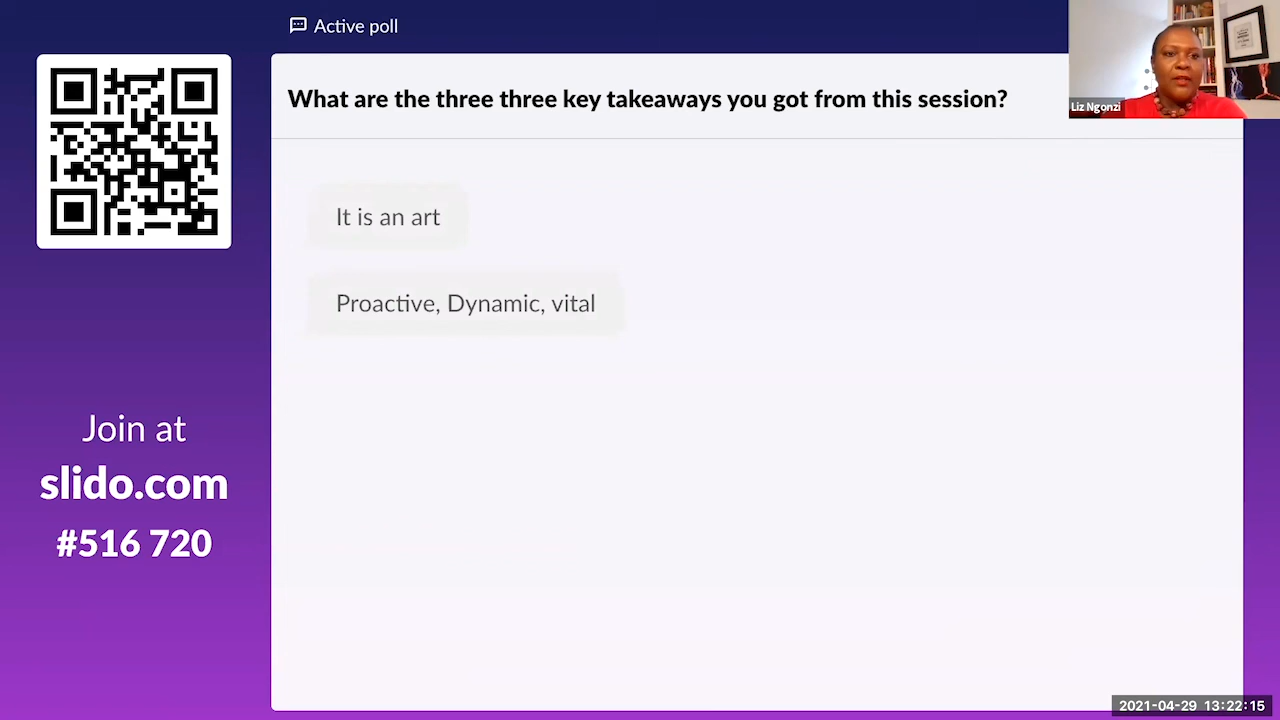 Active poll
What are the three three key takeaways you got from this session?
Liz Ngonzi
It is an art
Proactive, Dynamic, vital
Join at
slido.com
#516 720
2021-04-29 13:22:15